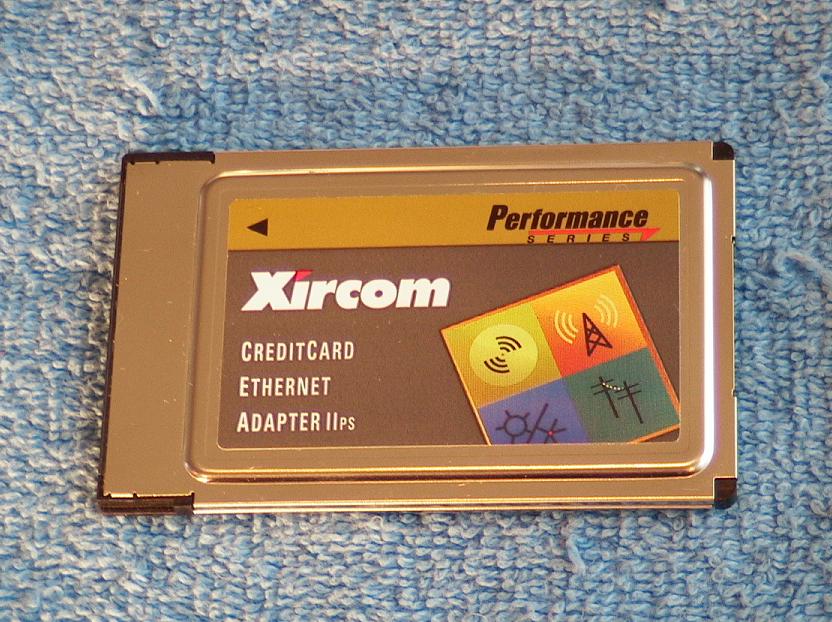 Performance
SERIES
Xircom
CREDITCARD
ETHERNET
ADAPTER IIPS